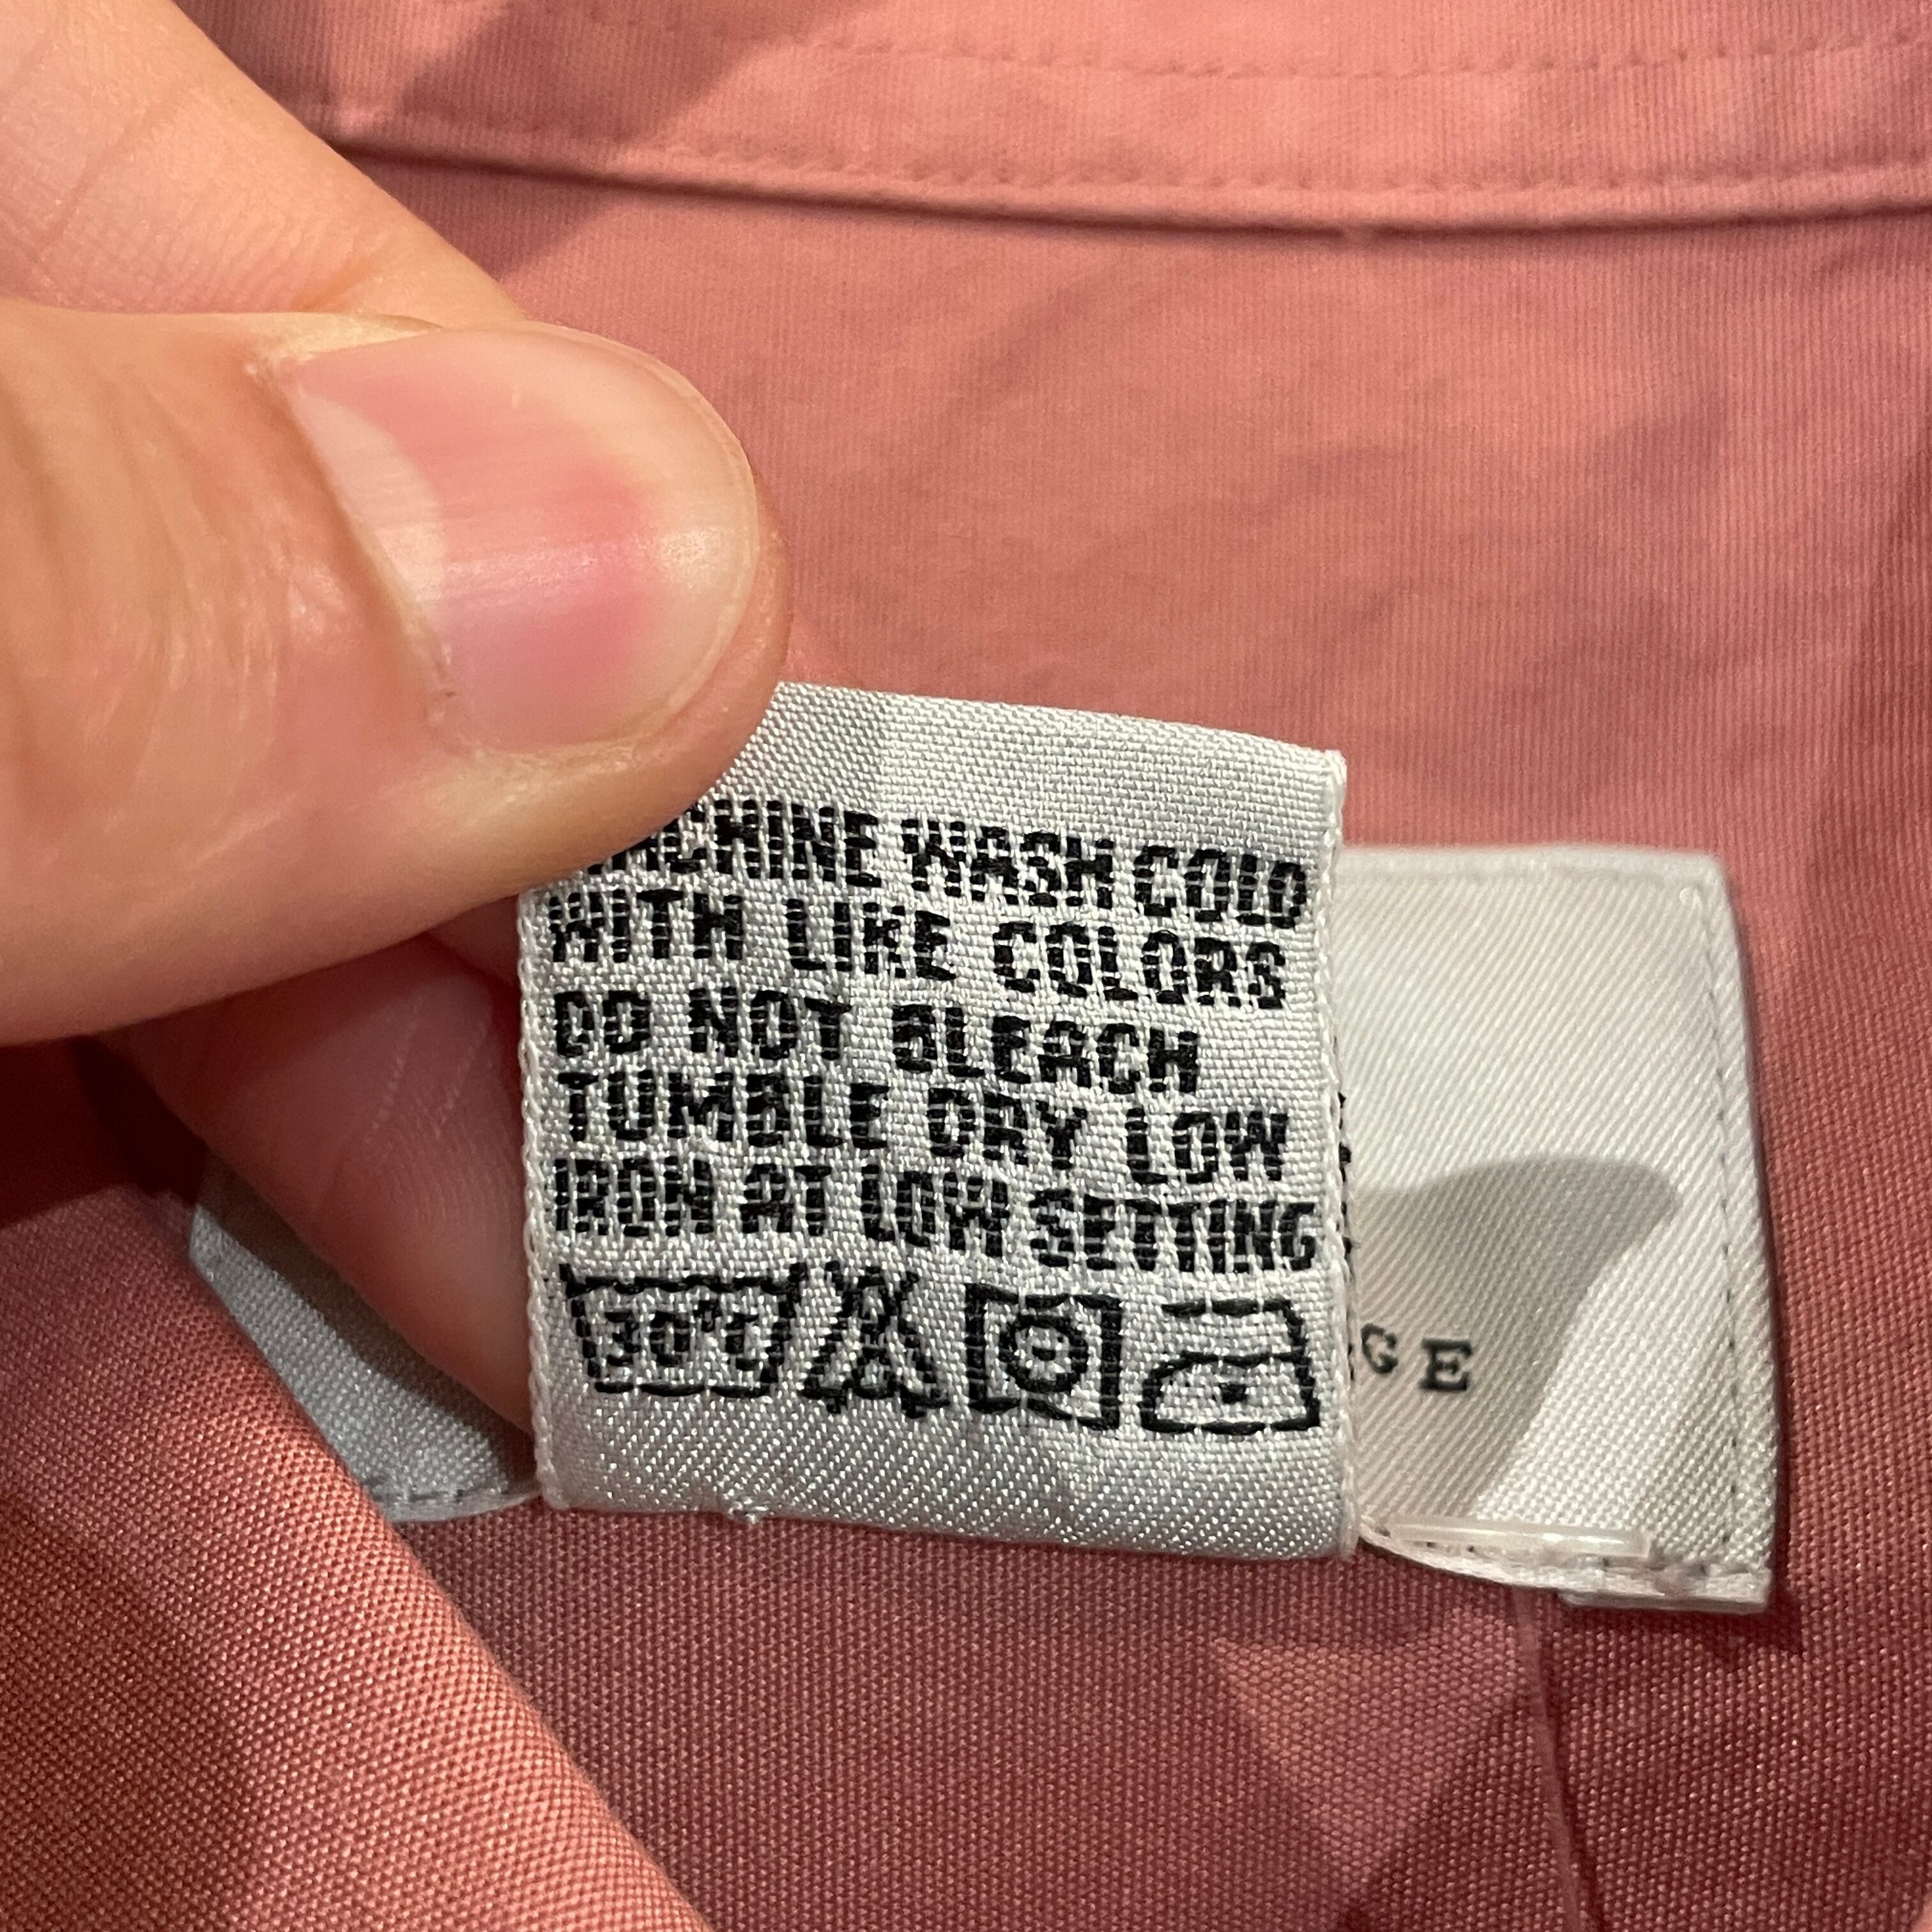 MACHINE WASH COLD
WITH LIKE COLORS
DO NOT BLEACH
TUMBLE DRY LOW
IRON AT LOW SETTING
30°C
GE